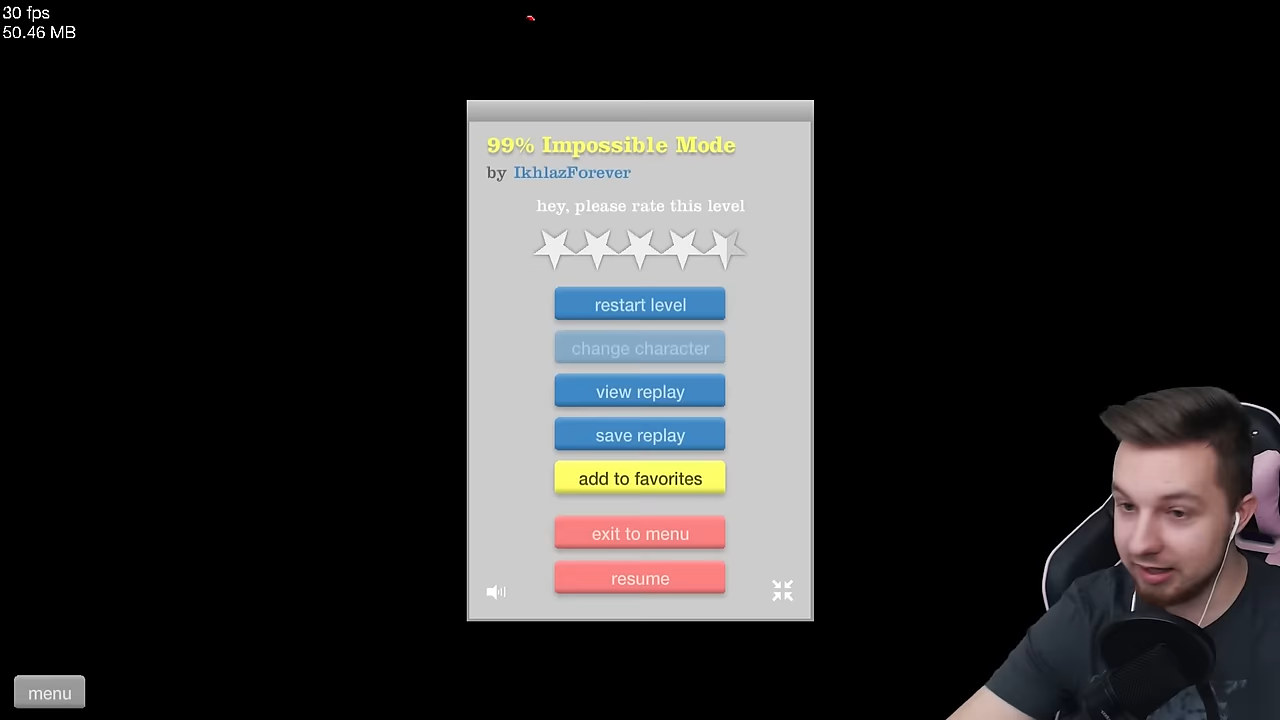 30 fps
50.46 MB
99% Impossible Mode
by IkhlazForever
hey, please rate this level
restart level
change character
view replay
save replay
add to favorites
exit to menu
resume
menu